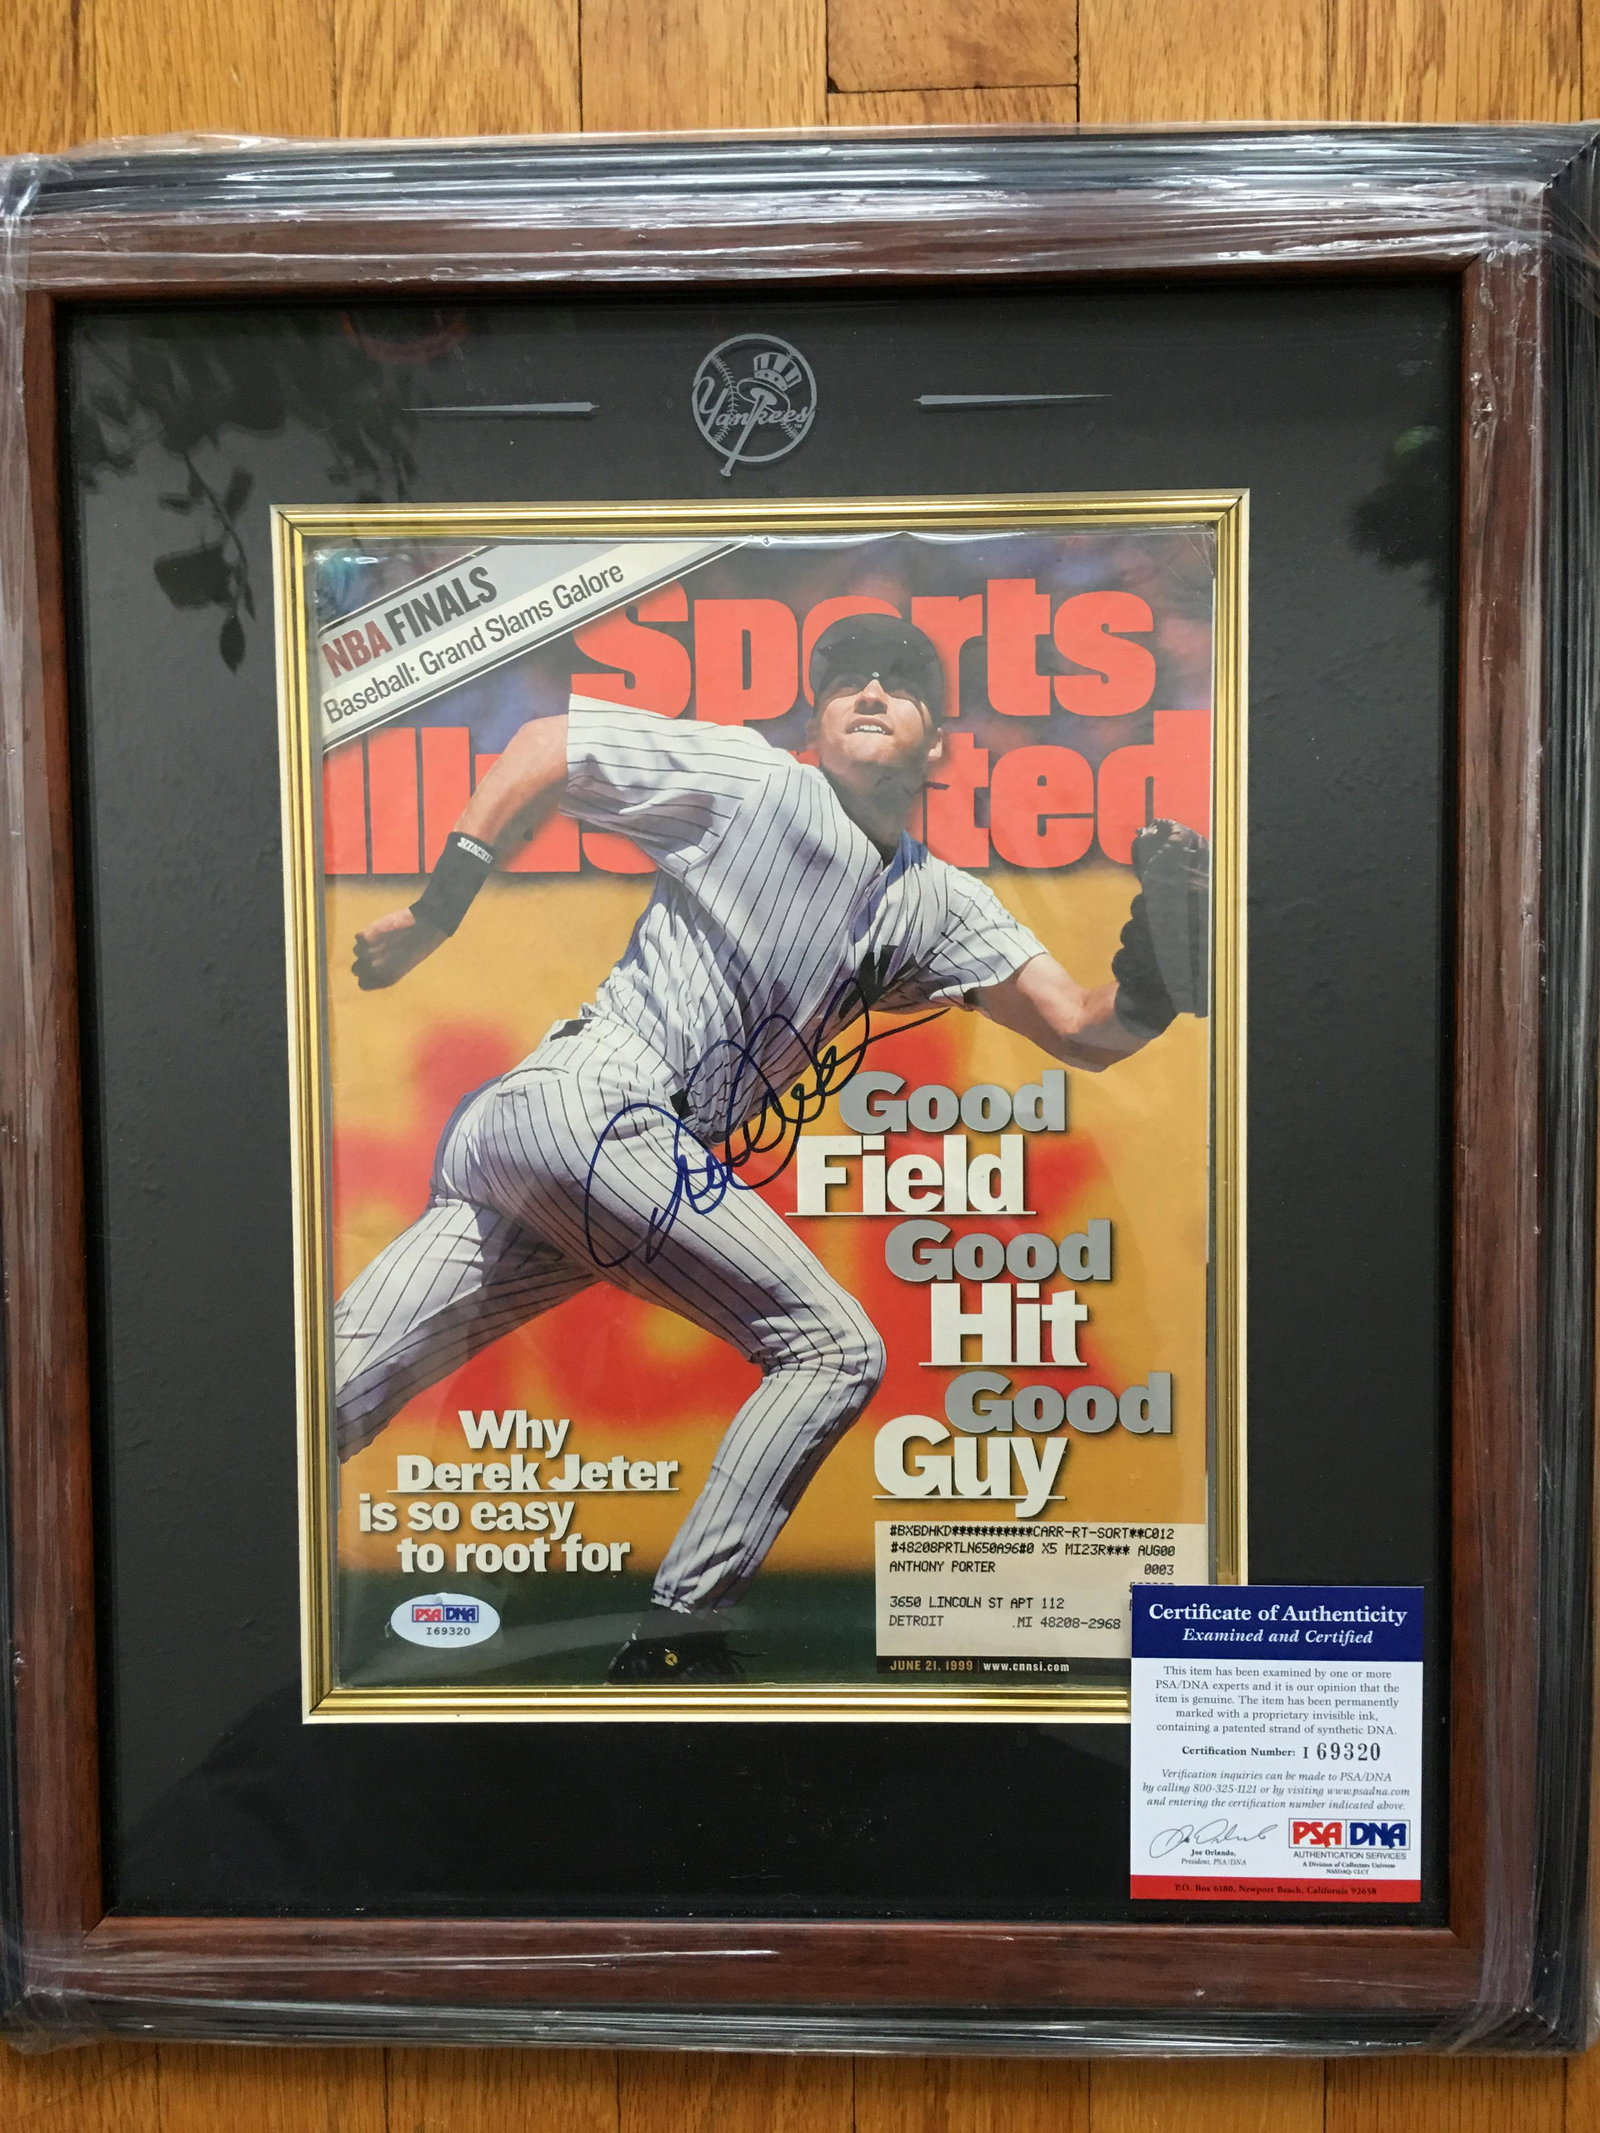 Yankees
NBA FINALS
Baseball: Grand Slams Galore
Sports
Illustrated
Good
Field
Good
Hit
Good
Guy
Why
Derek Jeter
is so easy
to root for
PSA DNA
I69320
#BXBDHKD***********CARR-RT-SORT**C012
#48208PRTLN650A96#0 X5 MI23R*** AUG00
ANTHONY PORTER 0003
3650 LINCOLN ST APT 112
DETROIT MI 48208-2968
JUNE 21, 1999 www.cnnsi.com
Certificate of Authenticity
Examined and Certified
This item has been examined by one or more
PSA/DNA experts and it is our opinion that the
item is genuine. The item has been permanently
marked with a proprietary invisible ink,
containing a patented strand of synthetic DNA.
Certification Number: I 69320
Verification inquiries can be made to PSA/DNA
by calling 800-325-1121 or by visiting www.psadna.com
and entering the certification number indicated above.
Joe Orlando,
President, PSA/DNA
PSA DNA
AUTHENTICATION SERVICES
A Division of Collectors Universe
NASDAQ: CLCT
P.O. Box 6180, Newport Beach, California 92658